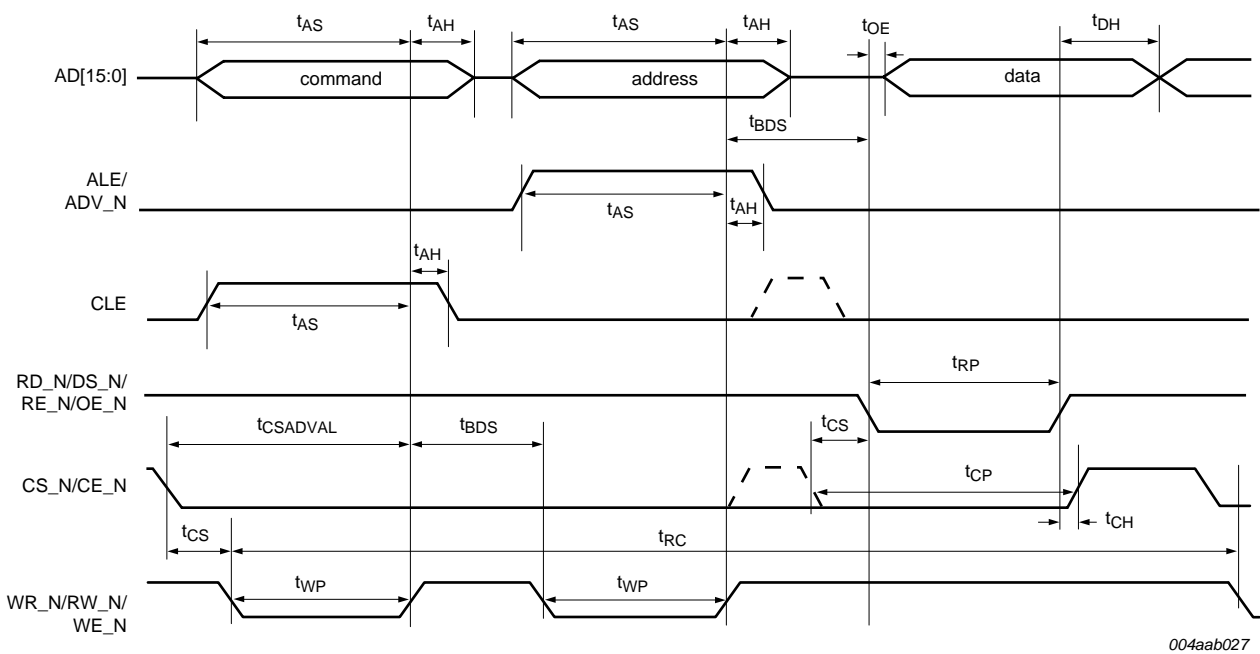 tAS tAH tAS tAH tOE tDH
AD[15:0] command address data
tBDS
ALE/
ADV_N
tAS tAH
tAH
CLE
tAS
RD_N/DS_N/
RE_N/OE_N
tRP
tCSADVAL tBDS tCS
CS_N/CE_N
tCP
tCS tRC tCH
WR_N/RW_N/
WE_N
tWP tWP
004aab027